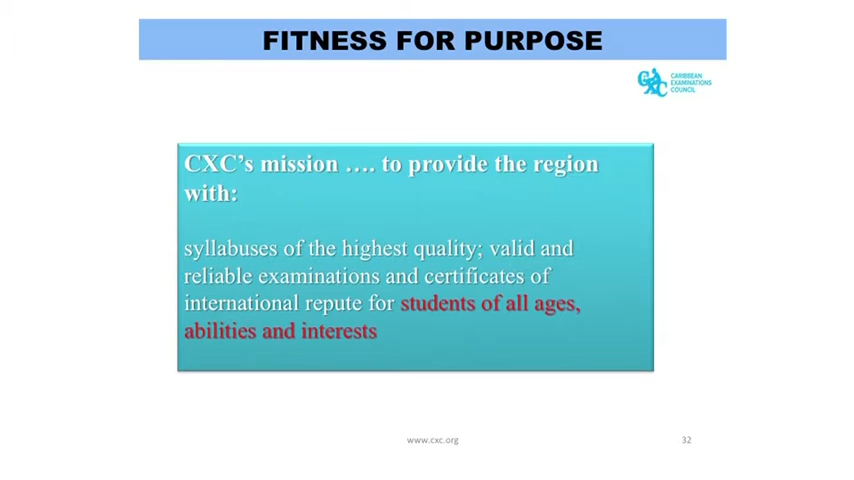 FITNESS FOR PURPOSE
CXC
CARIBBEAN
EXAMINATIONS
COUNCIL
CXC’s mission …. to provide the region
with:
syllabuses of the highest quality; valid and
reliable examinations and certificates of
international repute for students of all ages,
abilities and interests
www.cxc.org
32